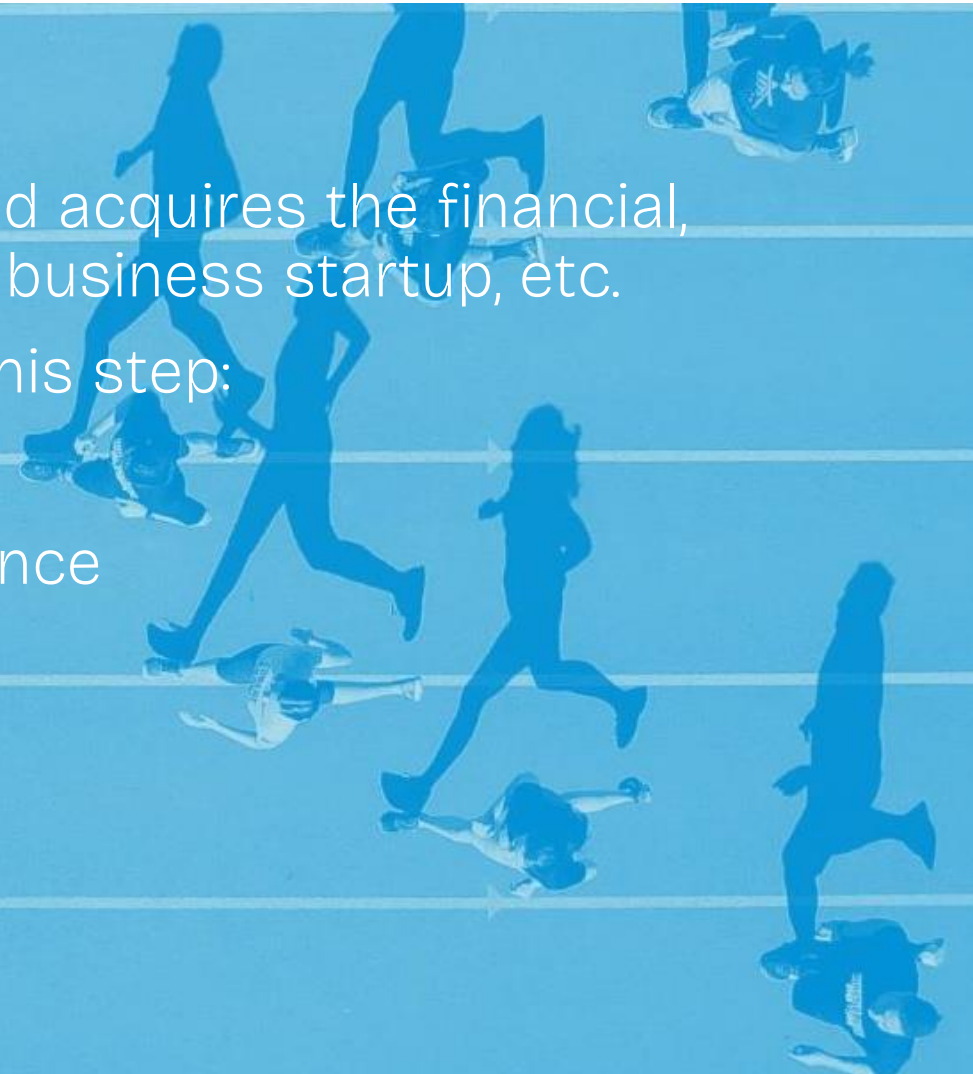 d acquires the financial,
business startup, etc.
his step:
nce